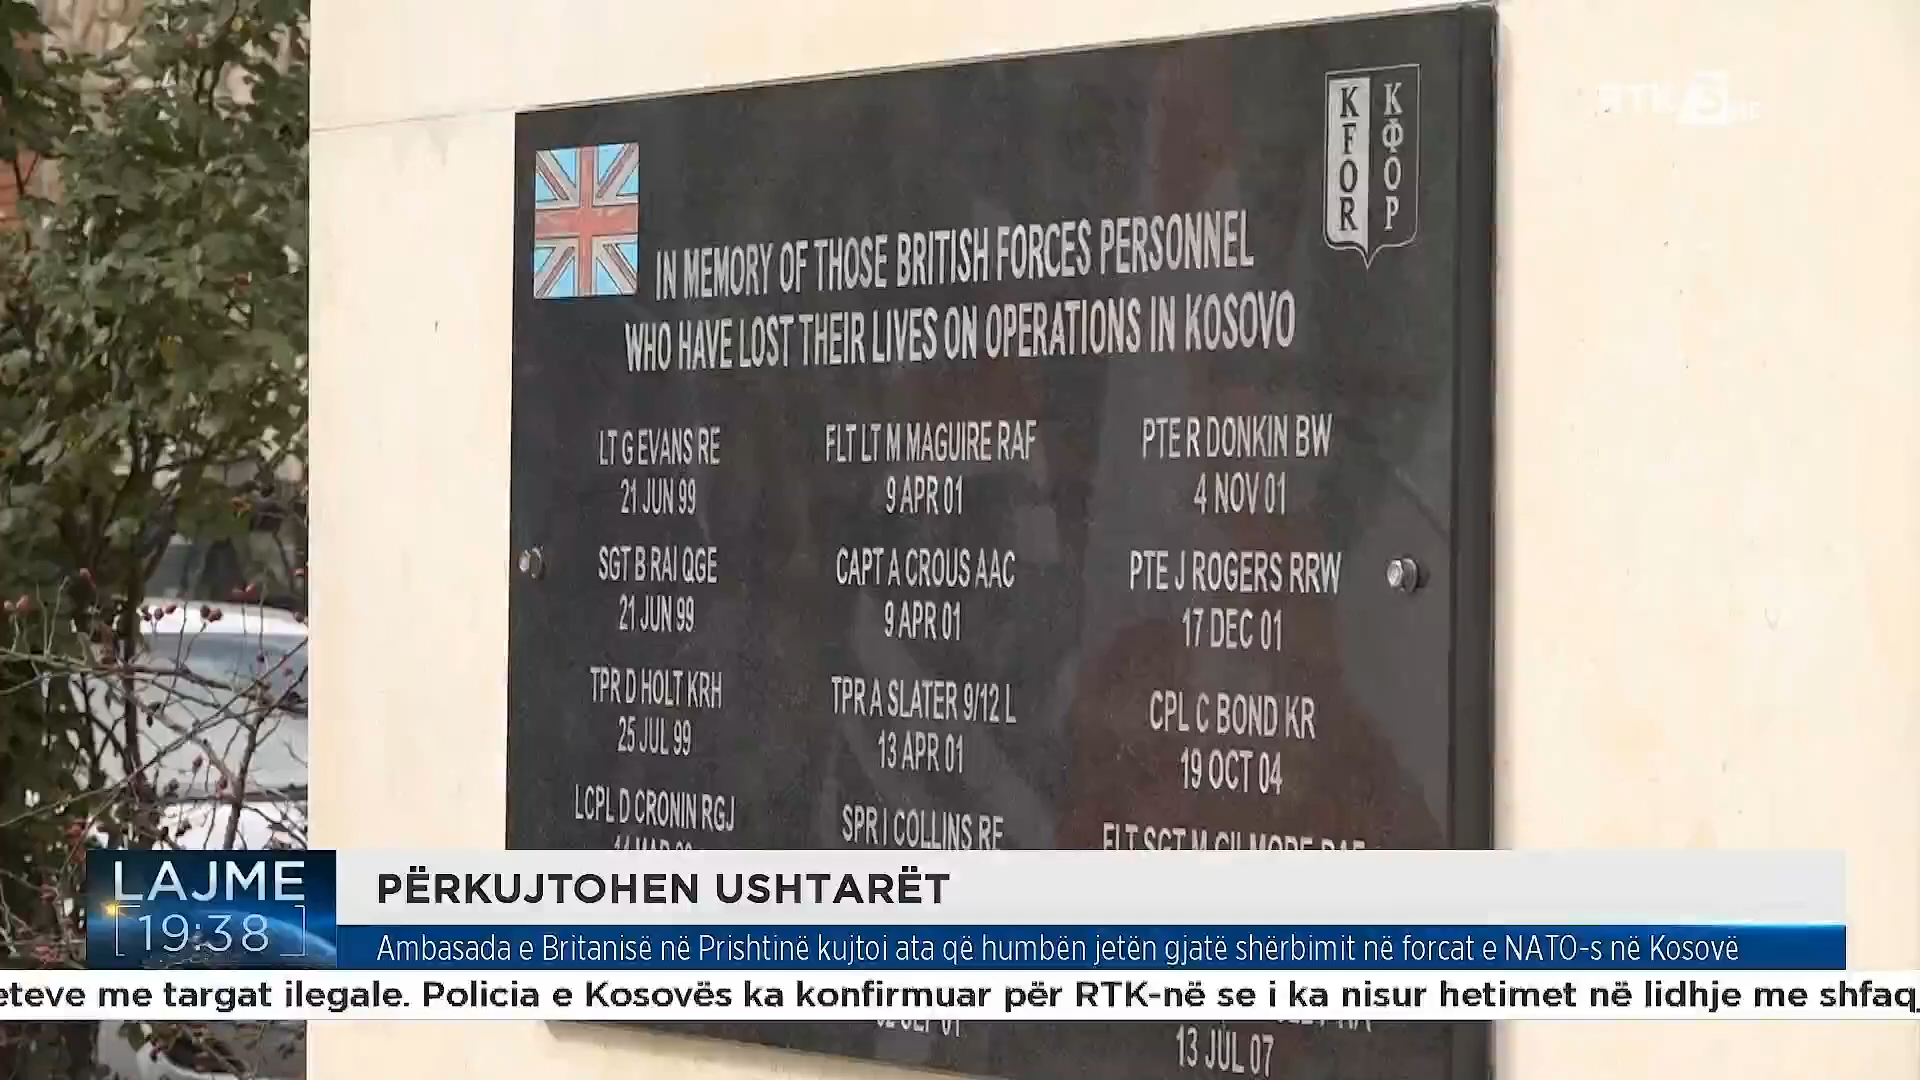 KFOR
КФОР
IN MEMORY OF THOSE BRITISH FORCES PERSONNEL
WHO HAVE LOST THEIR LIVES ON OPERATIONS IN KOSOVO
LT G EVANS RE
21 JUN 99
SGT B RAI QGE
21 JUN 99
TPR D HOLT KRH
25 JUL 99
LCPL D CRONIN RGJ
FLT LT M MAGUIRE RAF
9 APR 01
CAPT A CROUS AAC
9 APR 01
TPR A SLATER 9/12 L
13 APR 01
SPR I COLLINS RE
PTE R DONKIN BW
4 NOV 01
PTE J ROGERS RRW
17 DEC 01
CPL C BOND KR
19 OCT 04
FLT SGT M GILMORE RAF
13 JUL 07
LAJME
19:38
PËRKUJTOHEN USHTARËT
Ambasada e Britanisë në Prishtinë kujtoi ata që humbën jetën gjatë shërbimit në forcat e NATO-s në Kosovë
eteve me targat ilegale. Policia e Kosovës ka konfirmuar për RTK-në se i ka nisur hetimet në lidhje me shfaq